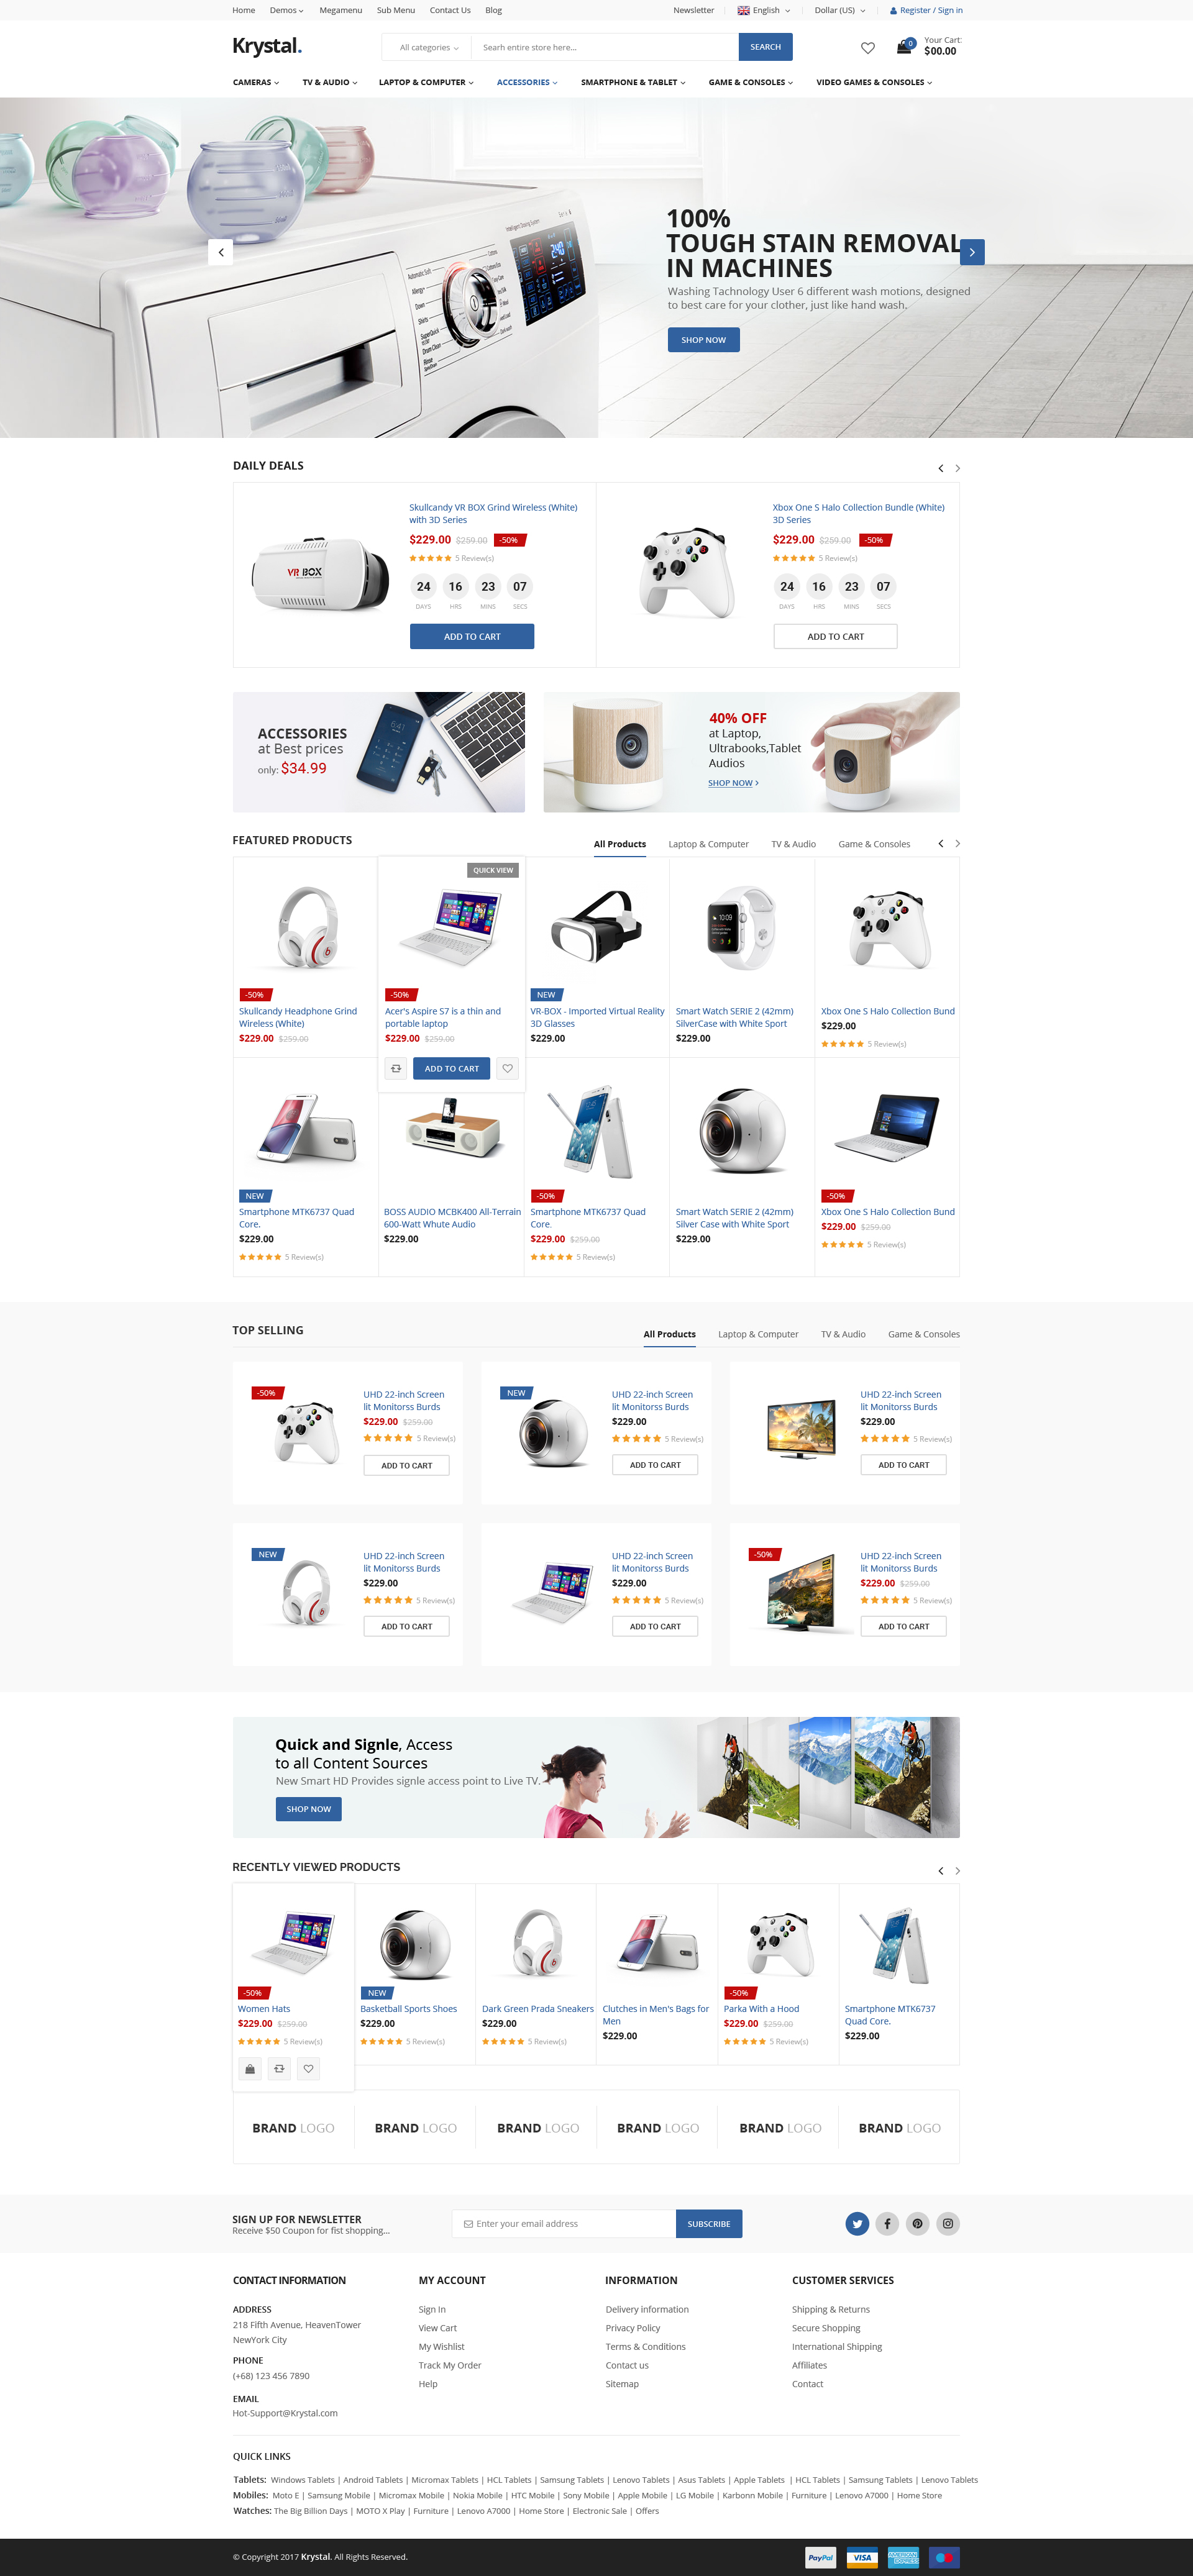 Home Demos Megamenu Sub Menu Contact Us Blog Newsletter English Dollar (US) Register / Sign in
Krystal.
All categories Searh entire store here... SEARCH
0 Your Cart:
$00.00
CAMERAS TV & AUDIO LAPTOP & COMPUTER ACCESSORIES SMARTPHONE & TABLET GAME & CONSOLES VIDEO GAMES & CONSOLES
100%
TOUGH STAIN REMOVAL
IN MACHINES
Washing Tachnology User 6 different wash motions, designed
to best care for your clother, just like hand wash.
SHOP NOW
DAILY DEALS
VR BOX
Skullcandy VR BOX Grind Wireless (White)
with 3D Series
$229.00 $259.00 -50%
5 Review(s)
24 16 23 07
DAYS HRS MINS SECS
ADD TO CART
Xbox One S Halo Collection Bundle (White)
3D Series
$229.00 $259.00 -50%
5 Review(s)
24 16 23 07
DAYS HRS MINS SECS
ADD TO CART
ACCESSORIES
at Best prices
only: $34.99
40% OFF
at Laptop,
Ultrabooks,Tablet
Audios
SHOP NOW
FEATURED PRODUCTS
All Products Laptop & Computer TV & Audio Game & Consoles
-50%
Skullcandy Headphone Grind
Wireless (White)
$229.00 $259.00
QUICK VIEW
-50%
Acer's Aspire S7 is a thin and
portable laptop
$229.00 $259.00
ADD TO CART
NEW
VR-BOX - Imported Virtual Reality
3D Glasses
$229.00
10:09
Smart Watch SERIE 2 (42mm)
SilverCase with White Sport
$229.00
Xbox One S Halo Collection Bund
$229.00
5 Review(s)
NEW
Smartphone MTK6737 Quad
Core.
$229.00
5 Review(s)
BOSS AUDIO MCBK400 All-Terrain
600-Watt Whute Audio
$229.00
-50%
Smartphone MTK6737 Quad
Core.
$229.00 $259.00
5 Review(s)
Smart Watch SERIE 2 (42mm)
Silver Case with White Sport
$229.00
-50%
Xbox One S Halo Collection Bund
$229.00 $259.00
5 Review(s)
TOP SELLING
All Products Laptop & Computer TV & Audio Game & Consoles
-50%
UHD 22-inch Screen
lit Monitorss Burds
$229.00 $259.00
5 Review(s)
ADD TO CART
NEW
UHD 22-inch Screen
lit Monitorss Burds
$229.00
5 Review(s)
ADD TO CART
UHD 22-inch Screen
lit Monitorss Burds
$229.00
5 Review(s)
ADD TO CART
NEW
UHD 22-inch Screen
lit Monitorss Burds
$229.00
5 Review(s)
ADD TO CART
UHD 22-inch Screen
lit Monitorss Burds
$229.00
5 Review(s)
ADD TO CART
-50%
UHD 22-inch Screen
lit Monitorss Burds
$229.00 $259.00
5 Review(s)
ADD TO CART
Quick and Signle, Access
to all Content Sources
New Smart HD Provides signle access point to Live TV.
SHOP NOW
RECENTLY VIEWED PRODUCTS
-50%
Women Hats
$229.00 $259.00
5 Review(s)
NEW
Basketball Sports Shoes
$229.00
5 Review(s)
Dark Green Prada Sneakers
$229.00
5 Review(s)
Clutches in Men's Bags for
Men
$229.00
-50%
Parka With a Hood
$229.00 $259.00
5 Review(s)
Smartphone MTK6737
Quad Core.
$229.00
BRAND LOGO BRAND LOGO BRAND LOGO BRAND LOGO BRAND LOGO BRAND LOGO
SIGN UP FOR NEWSLETTER
Receive $50 Coupon for fist shopping...
Enter your email address SUBSCRIBE
CONTACT INFORMATION
ADDRESS
218 Fifth Avenue, HeavenTower
NewYork City
PHONE
(+68) 123 456 7890
EMAIL
Hot-Support@Krystal.com
MY ACCOUNT
Sign In
View Cart
My Wishlist
Track My Order
Help
INFORMATION
Delivery information
Privacy Policy
Terms & Conditions
Contact us
Sitemap
CUSTOMER SERVICES
Shipping & Returns
Secure Shopping
International Shipping
Affiliates
Contact
QUICK LINKS
Tablets: Windows Tablets | Android Tablets | Micromax Tablets | HCL Tablets | Samsung Tablets | Lenovo Tablets | Asus Tablets | Apple Tablets | HCL Tablets | Samsung Tablets | Lenovo Tablets
Mobiles: Moto E | Samsung Mobile | Micromax Mobile | Nokia Mobile | HTC Mobile | Sony Mobile | Apple Mobile | LG Mobile | Karbonn Mobile | Furniture | Lenovo A7000 | Home Store
Watches: The Big Billion Days | MOTO X Play | Furniture | Lenovo A7000 | Home Store | Electronic Sale | Offers
© Copyright 2017 Krystal. All Rights Reserved.
PayPal VISA AMERICAN EXPRESS